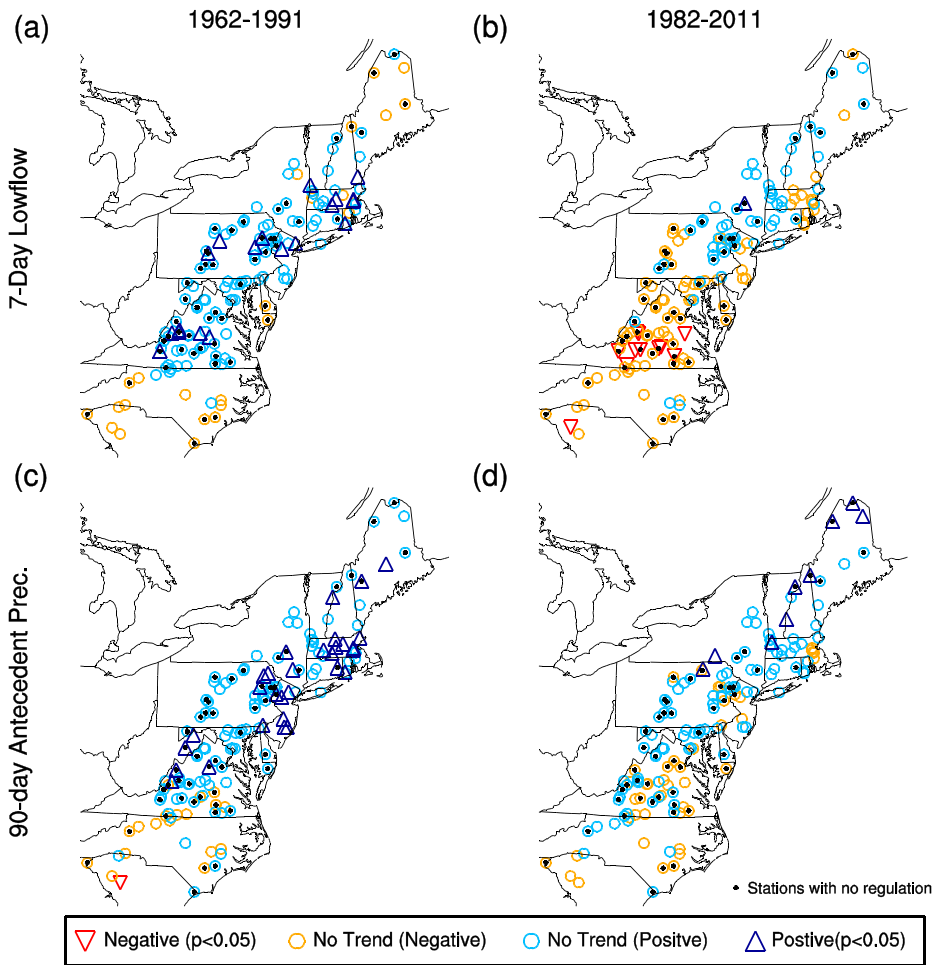 1962-1991
1982-2011
(a)
(b)
7-Day Lowflow
(c)
(d)
90-day Antecedent Prec.
Stations with no regulation
Negative (p<0.05)
No Trend (Negative)
No Trend (Positve)
Postive(p<0.05)